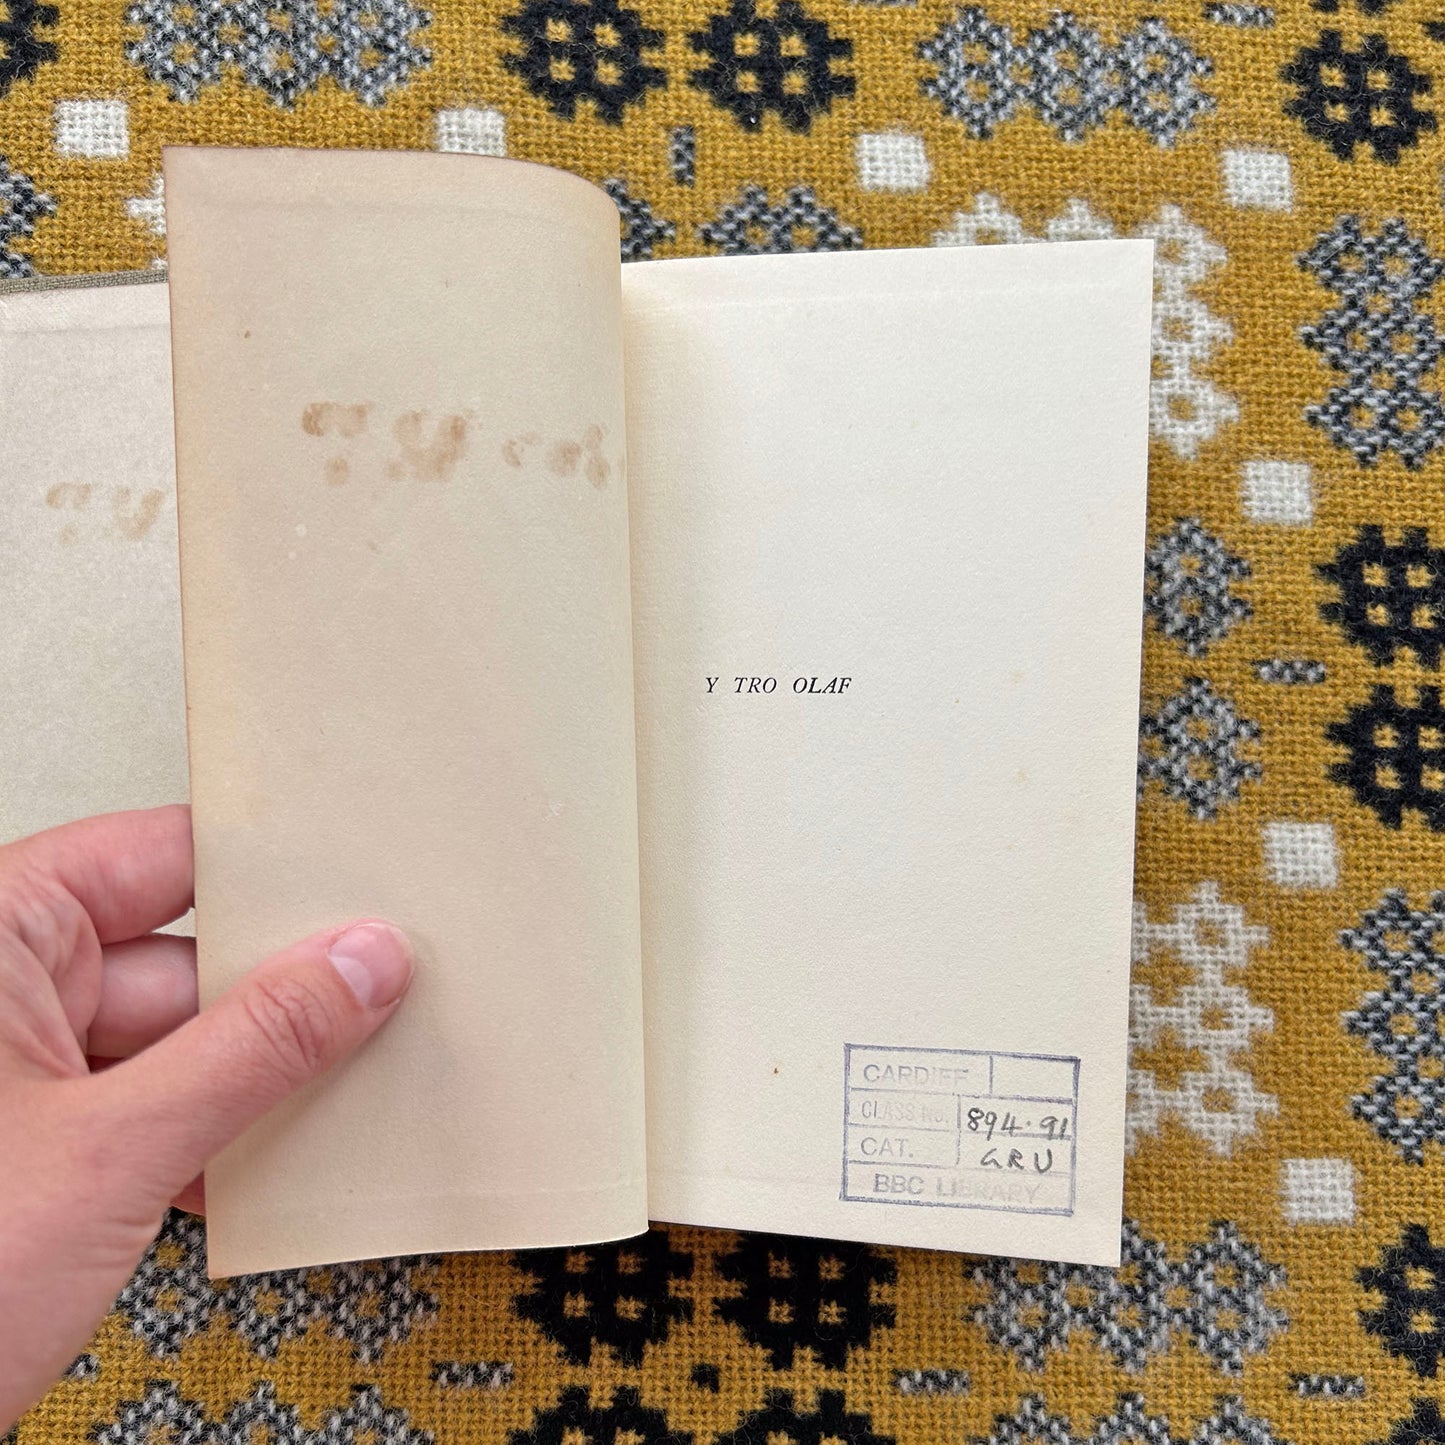 Y TRO OLAF
CARDIFF
CLASS NO. 894.91
CAT. GRU
BBC LIBRARY